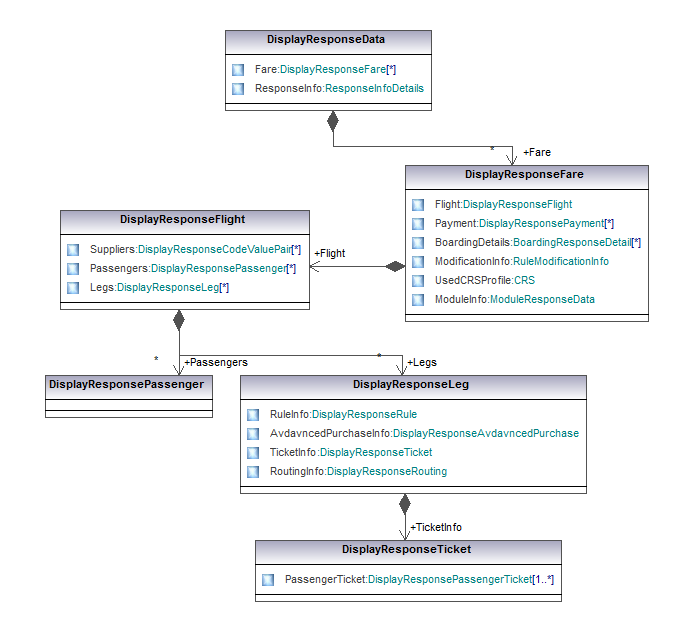 DisplayResponseData
Fare:DisplayResponseFare[*]
ResponseInfo:ResponseInfoDetails
* +Fare
DisplayResponseFare
Flight:DisplayResponseFlight
Payment:DisplayResponsePayment[*]
BoardingDetails:BoardingResponseDetail[*]
ModificationInfo:RuleModificationInfo
UsedCRSProfile:CRS
ModuleInfo:ModuleResponseData
+Flight
DisplayResponseFlight
Suppliers:DisplayResponseCodeValuePair[*]
Passengers:DisplayResponsePassenger[*]
Legs:DisplayResponseLeg[*]
* +Passengers
* +Legs
DisplayResponsePassenger
DisplayResponseLeg
RuleInfo:DisplayResponseRule
AvdavncedPurchaseInfo:DisplayResponseAvdavncedPurchase
TicketInfo:DisplayResponseTicket
RoutingInfo:DisplayResponseRouting
+TicketInfo
DisplayResponseTicket
PassengerTicket:DisplayResponsePassengerTicket[1..*]